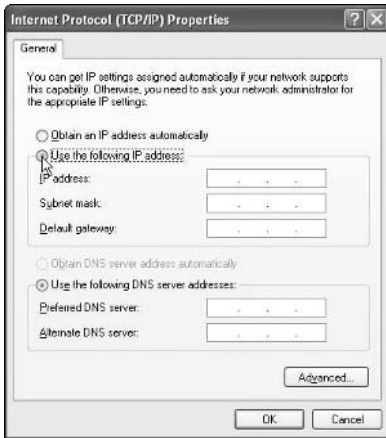 Internet Protocol (TCP/IP) Properties
General
You can get IP settings assigned automatically if your network supports
this capability. Otherwise, you need to ask your network administrator for
the appropriate IP settings.
Obtain an IP address automatically
Use the following IP address:
IP address:
Subnet mask:
Default gateway:
Obtain DNS server address automatically
Use the following DNS server addresses:
Preferred DNS server:
Alternate DNS server:
Advanced...
OK Cancel